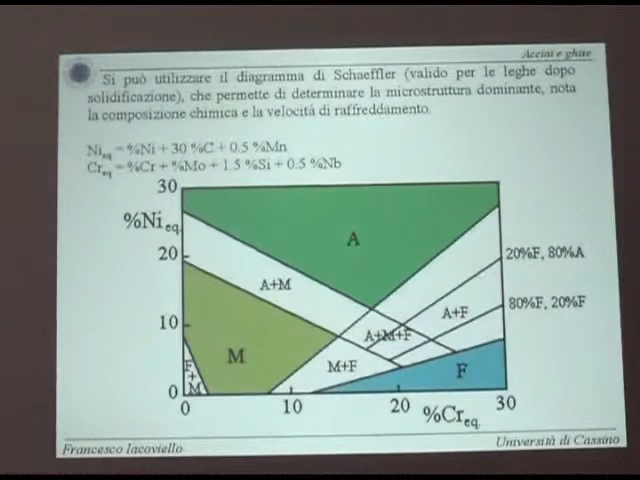 Acciai e ghise
Si può utilizzare il diagramma di Schaeffler (valido per le leghe dopo
solidificazione), che permette di determinare la microstruttura dominante, nota
la composizione chimica e la velocità di raffreddamento.
Nieq =%Ni + 30 %C + 0.5 %Mn
Creq =%Cr + %Mo + 1.5 %Si + 0.5 %Nb
30
%Nieq.
A
20
20%F, 80%A
A+M
80%F, 20%F
A+F
10
A+M+F
M
M+F
F
F
+
M
0
0
10
20
30
%Creq.
Francesco Iacoviello
Università di Cassino